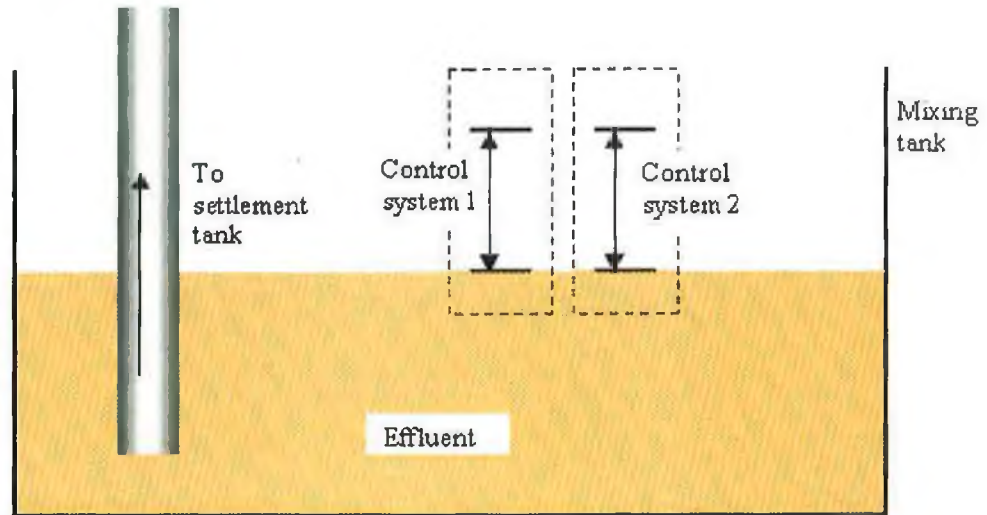 To
settlement
tank
Control
system 1
Control
system 2
Mixing
tank
Effluent